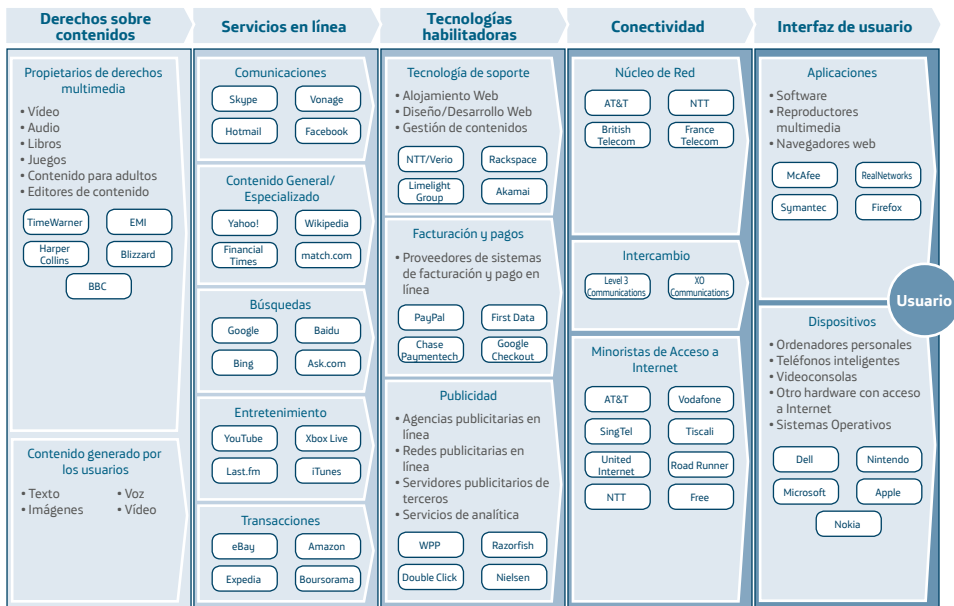 Derechos sobre
contenidos
Propietarios de derechos
multimedia
▪ Vídeo
▪ Audio
▪ Libros
▪ Juegos
▪ Contenido para adultos
▪ Editores de contenido
TimeWarner
EMI
Harper
Collins
Blizzard
BBC
Contenido generado por
los usuarios
▪ Texto
▪ Voz
▪ Imágenes
▪ Vídeo
Servicios en línea
Comunicaciones
Skype
Vonage
Hotmail
Facebook
Contenido General/
Especializado
Yahoo!
Wikipedia
Financial
Times
match.com
Búsquedas
Google
Baidu
Bing
Ask.com
Entretenimiento
YouTube
Xbox Live
Last.fm
iTunes
Transacciones
eBay
Amazon
Expedia
Boursorama
Tecnologías
habilitadoras
Tecnología de soporte
▪ Alojamiento Web
▪ Diseño/Desarrollo Web
▪ Gestión de contenidos
NTT/Verio
Rackspace
Limelight
Group
Akamai
Facturación y pagos
▪ Proveedores de sistemas
de facturación y pago en
línea
PayPal
First Data
Chase
Paymentech
Google
Checkout
Publicidad
▪ Agencias publicitarias en
línea
▪ Redes publicitarias en
línea
▪ Servidores publicitarios de
terceros
▪ Servicios de analítica
WPP
Razorfish
Double Click
Nielsen
Conectividad
Núcleo de Red
AT&T
NTT
British
Telecom
France
Telecom
Intercambio
Level 3
Communications
XO
Communications
Minoristas de Acceso a
Internet
AT&T
Vodafone
SingTel
Tiscali
United
Internet
Road Runner
NTT
Free
Interfaz de usuario
Aplicaciones
▪ Software
▪ Reproductores
multimedia
▪ Navegadores web
McAfee
RealNetworks
Symantec
Firefox
Usuario
Dispositivos
▪ Ordenadores personales
▪ Teléfonos inteligentes
▪ Videoconsolas
▪ Otro hardware con acceso
a Internet
▪ Sistemas Operativos
Dell
Nintendo
Microsoft
Apple
Nokia